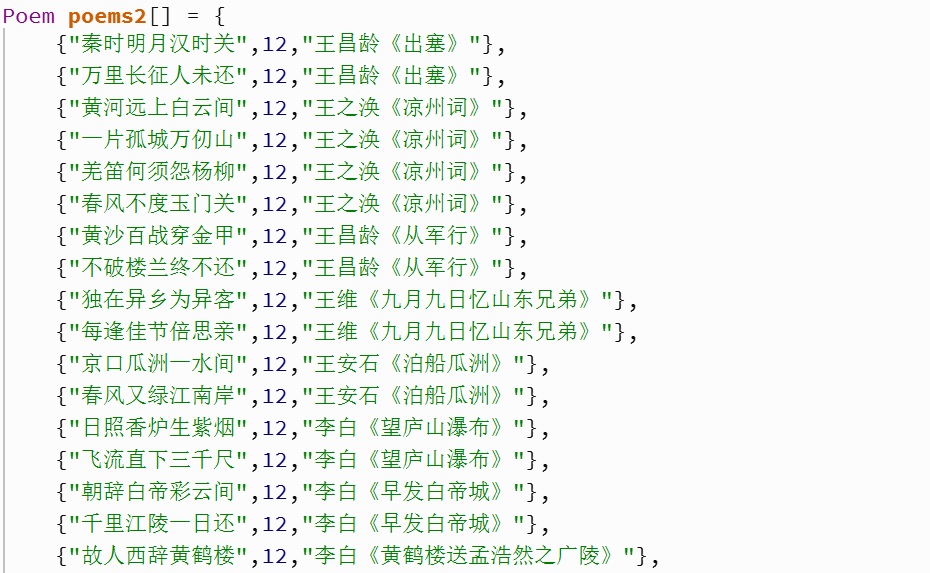 Poem poems2[] = {
{"秦时明月汉时关",12,"王昌龄《出塞》"},
{"万里长征人未还",12,"王昌龄《出塞》"},
{"黄河远上白云间",12,"王之涣《凉州词》"},
{"一片孤城万仞山",12,"王之涣《凉州词》"},
{"羌笛何须怨杨柳",12,"王之涣《凉州词》"},
{"春风不度玉门关",12,"王之涣《凉州词》"},
{"黄沙百战穿金甲",12,"王昌龄《从军行》"},
{"不破楼兰终不还",12,"王昌龄《从军行》"},
{"独在异乡为异客",12,"王维《九月九日忆山东兄弟》"},
{"每逢佳节倍思亲",12,"王维《九月九日忆山东兄弟》"},
{"京口瓜洲一水间",12,"王安石《泊船瓜洲》"},
{"春风又绿江南岸",12,"王安石《泊船瓜洲》"},
{"日照香炉生紫烟",12,"李白《望庐山瀑布》"},
{"飞流直下三千尺",12,"李白《望庐山瀑布》"},
{"朝辞白帝彩云间",12,"李白《早发白帝城》"},
{"千里江陵一日还",12,"李白《早发白帝城》"},
{"故人西辞黄鹤楼",12,"李白《黄鹤楼送孟浩然之广陵》"},